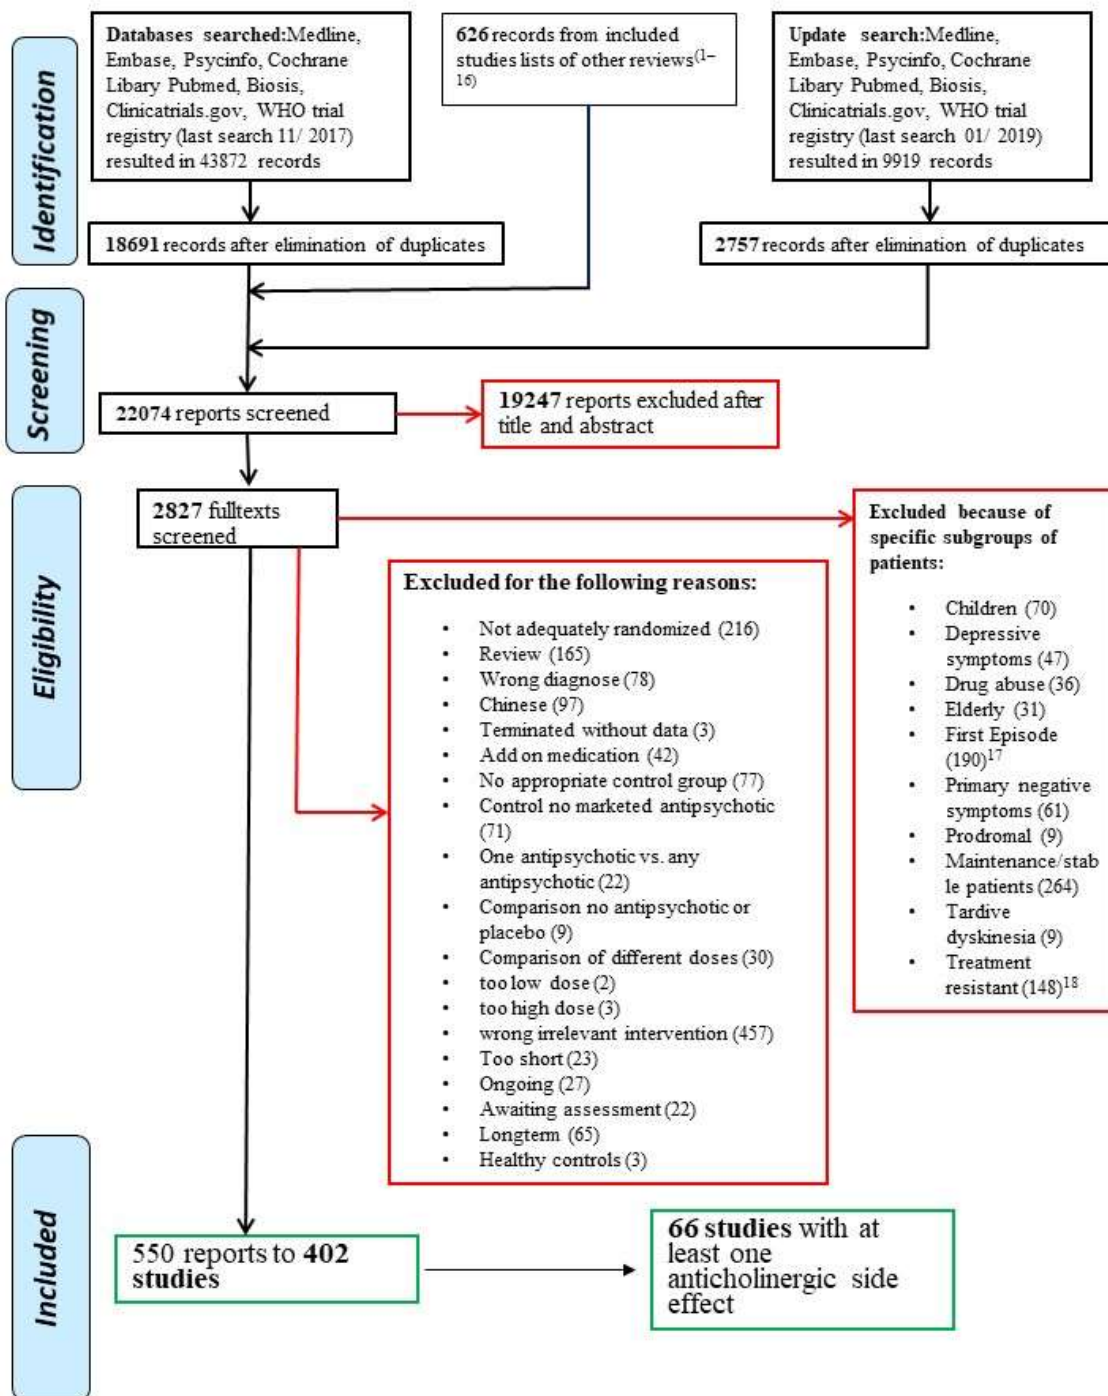 Identification
Databases searched:Medline,
Embase, Psycinfo, Cochrane
Libary Pubmed, Biosis,
Clinicatrials.gov, WHO trial
registry (last search 11/ 2017)
resulted in 43872 records
626 records from included
studies lists of other reviews(1–
16)
Update search:Medline,
Embase, Psycinfo, Cochrane
Libary Pubmed, Biosis,
Clinicatrials.gov, WHO trial
registry (last search 01/ 2019)
resulted in 9919 records
18691 records after elimination of duplicates
2757 records after elimination of duplicates
Screening
22074 reports screened
19247 reports excluded after
title and abstract
Eligibility
2827 fulltexts
screened
Excluded for the following reasons:
• Not adequately randomized (216)
• Review (165)
• Wrong diagnose (78)
• Chinese (97)
• Terminated without data (3)
• Add on medication (42)
• No appropriate control group (77)
• Control no marketed antipsychotic
(71)
• One antipsychotic vs. any
antipsychotic (22)
• Comparison no antipsychotic or
placebo (9)
• Comparison of different doses (30)
• too low dose (2)
• too high dose (3)
• wrong irrelevant intervention (457)
• Too short (23)
• Ongoing (27)
• Awaiting assessment (22)
• Longterm (65)
• Healthy controls (3)
Excluded because of
specific subgroups of
patients:
• Children (70)
• Depressive
symptoms (47)
• Drug abuse (36)
• Elderly (31)
• First Episode
(190)17
• Primary negative
symptoms (61)
• Prodromal (9)
• Maintenance/stab
le patients (264)
• Tardive
dyskinesia (9)
• Treatment
resistant (148)18
Included
550 reports to 402
studies
66 studies with at
least one
anticholinergic side
effect